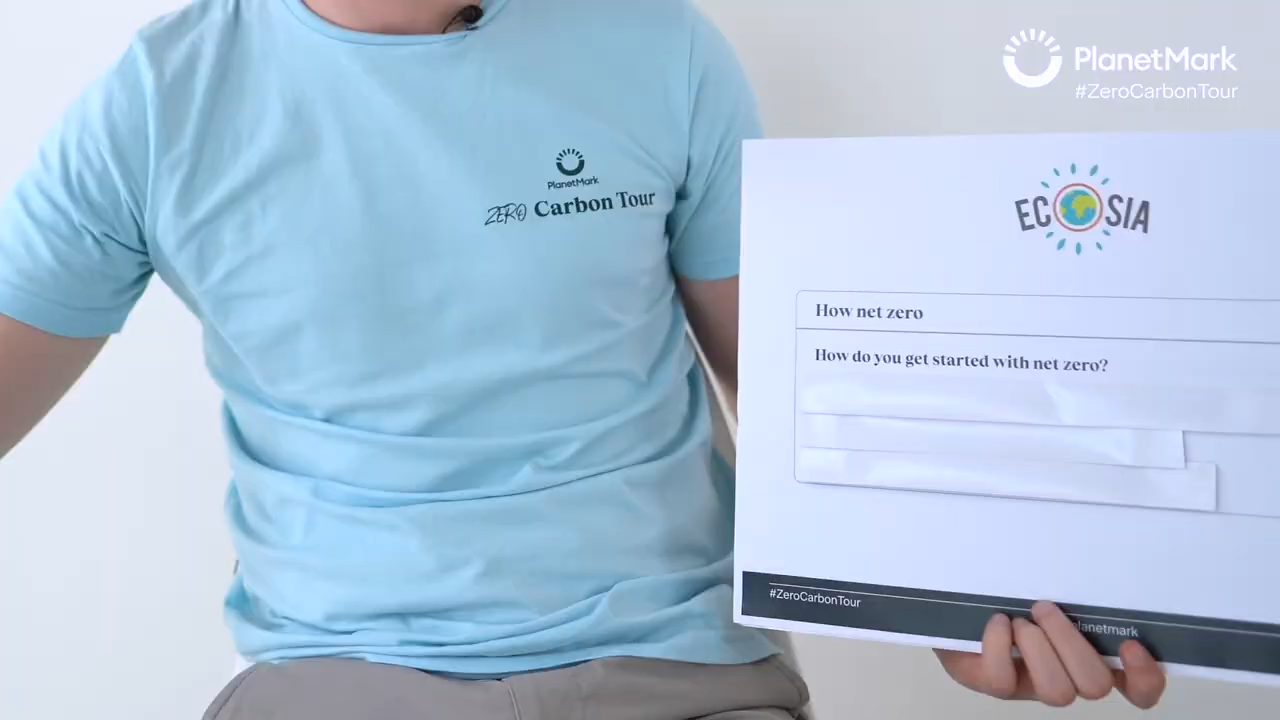 PlanetMark
#ZeroCarbonTour
PlanetMark
ZERO Carbon Tour
ECOSIA
How net zero
How do you get started with net zero?
#ZeroCarbonTour
planetmark